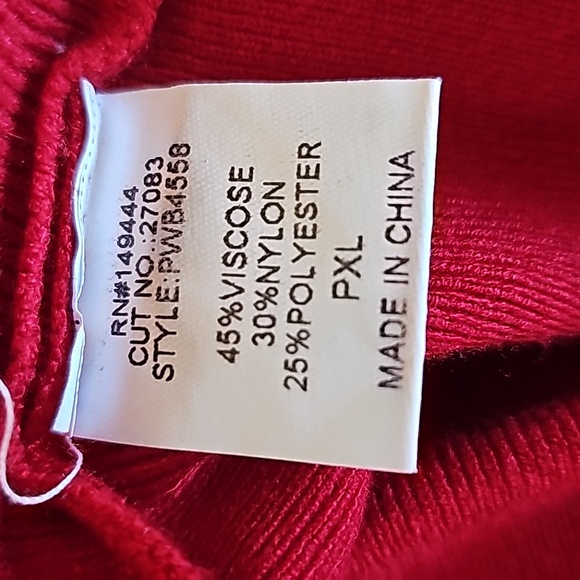 RN#149444
CUT NO.:27083
STYLE:PWB4558
45%VISCOSE
30%NYLON
25%POLYESTER
PXL
MADE IN CHINA